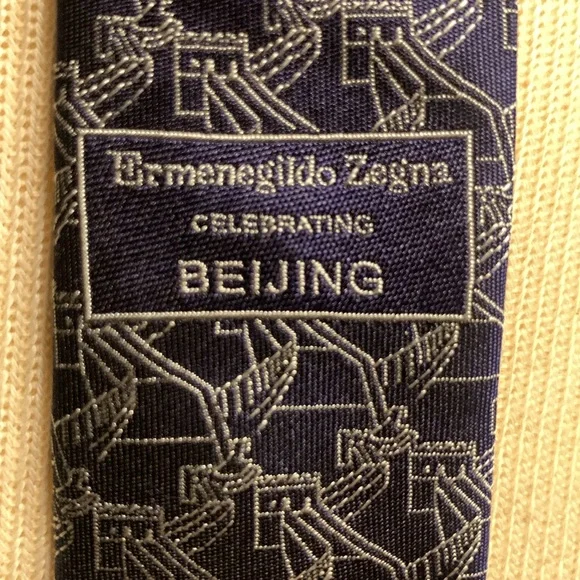 Ermenegildo Zegna
CELEBRATING
BEIJING